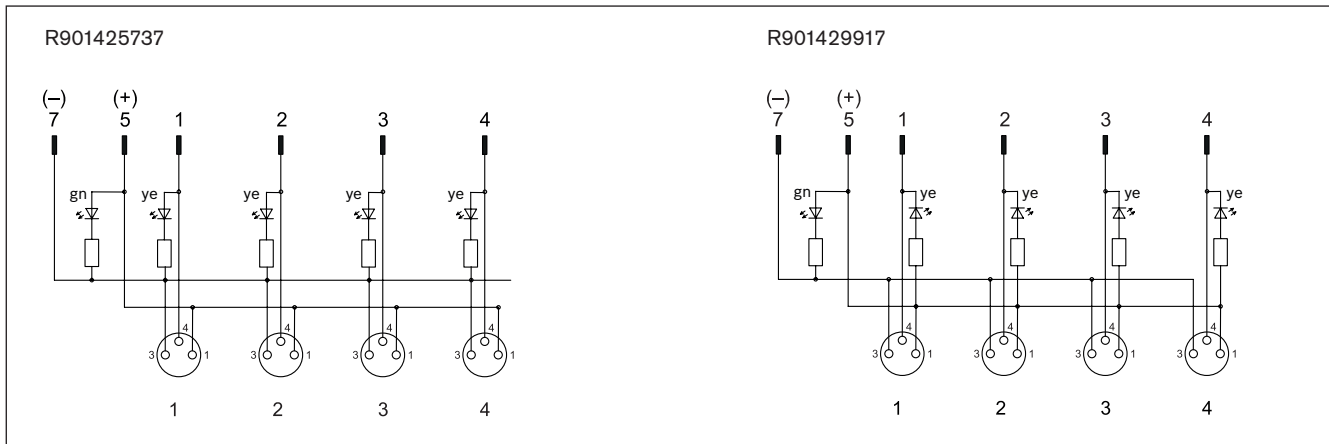 R901425737
R901429917
(–) (+)
7 5 1 2 3 4
gn ye ye ye ye
4 4 4 4
3 1 3 1 3 1 3 1
1 2 3 4
(–) (+)
7 5 1 2 3 4
gn ye ye ye ye
4 4 4 4
3 1 3 1 3 1 3 1
1 2 3 4